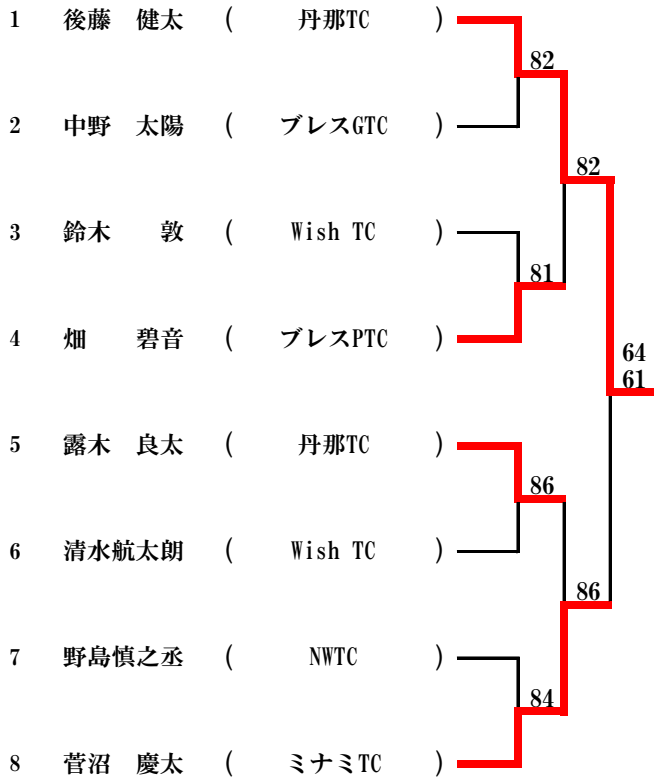 1 後藤 健太 ( 丹那TC )
82
2 中野 太陽 ( ブレスGTC )
82
3 鈴木 敦 ( Wish TC )
81
4 畑 碧音 ( ブレスPTC )
64
61
5 露木 良太 ( 丹那TC )
86
6 清水航太朗 ( Wish TC )
86
7 野島慎之丞 ( NWTC )
84
8 菅沼 慶太 ( ミナミTC )